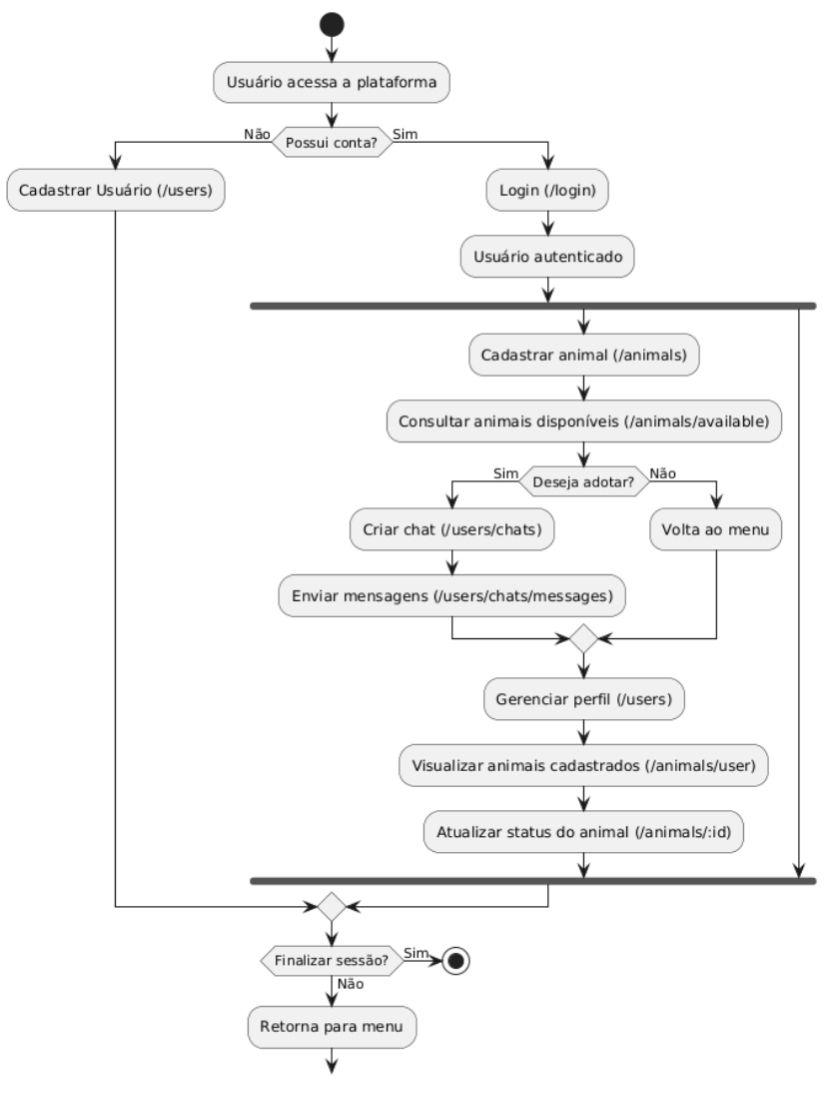 Usuário acessa a plataforma
Não
Possui conta?
Sim
Cadastrar Usuário (/users)
Login (/login)
Usuário autenticado
Cadastrar animal (/animals)
Consultar animais disponíveis (/animals/available)
Sim
Deseja adotar?
Não
Criar chat (/users/chats)
Volta ao menu
Enviar mensagens (/users/chats/messages)
Gerenciar perfil (/users)
Visualizar animais cadastrados (/animals/user)
Atualizar status do animal (/animals/:id)
Finalizar sessão?
Sim
Não
Retorna para menu